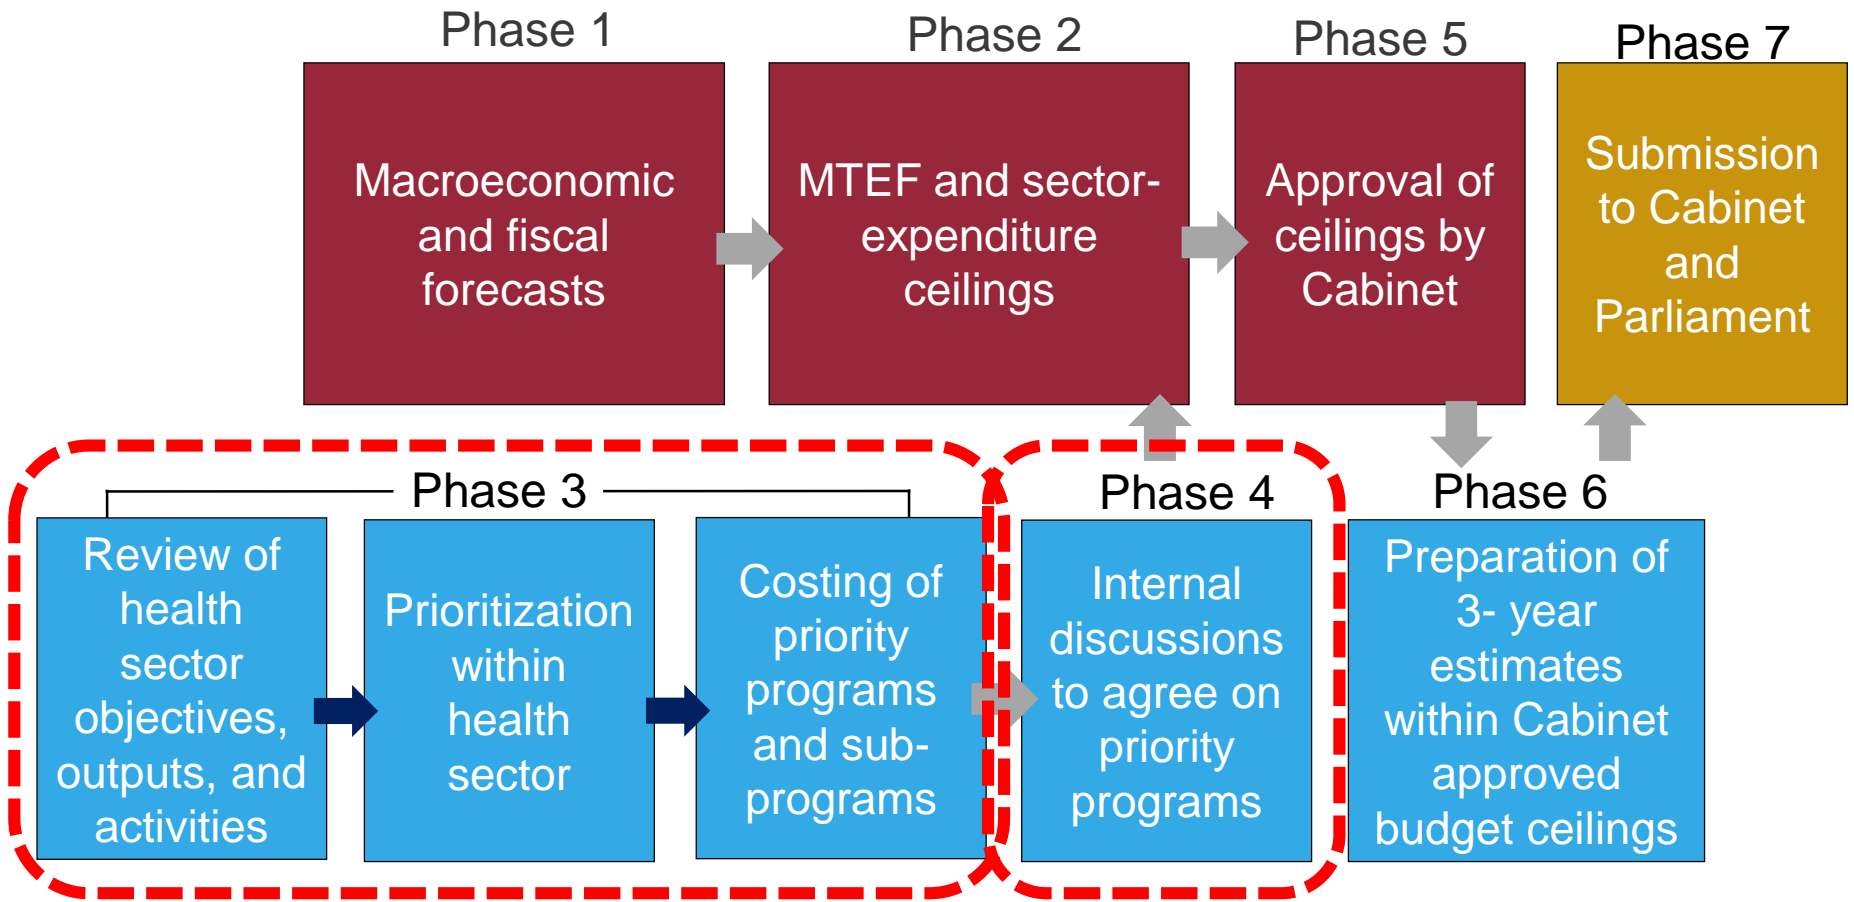 Phase 1
Macroeconomic
and fiscal
forecasts
Phase 2
MTEF and sector-
expenditure
ceilings
Phase 5
Approval of
ceilings by
Cabinet
Phase 7
Submission
to Cabinet
and
Parliament
Phase 3
Review of
health
sector
objectives,
outputs, and
activities
Prioritization
within
health
sector
Costing of
priority
programs
and sub-
programs
Phase 4
Internal
discussions
to agree on
priority
programs
Phase 6
Preparation of
3- year
estimates
within Cabinet
approved
budget ceilings